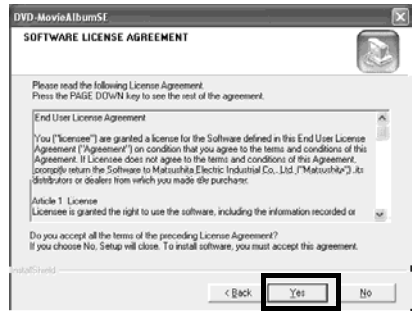 DVD-MovieAlbumSE
SOFTWARE LICENSE AGREEMENT
Please read the following License Agreement.
Press the PAGE DOWN key to see the rest of the agreement.
End User License Agreement
You ("licensee") are granted a license for the Software defined in this End User License
Agreement ("Agreement") on condition that you agree to the terms and conditions of this
Agreement. If Licensee does not agree to the terms and conditions of this Agreement,
promptly return the Software to Matsushita Electric Industrial Co., Ltd. ("Matsushita"), its
distributors or dealers from which you made the purchase.
Article 1 License
Licensee is granted the right to use the software, including the information recorded or
Do you accept all the terms of the preceding License Agreement?
If you choose No, Setup will close. To install software, you must accept this agreement.
InstallShield
< Back
Yes
No